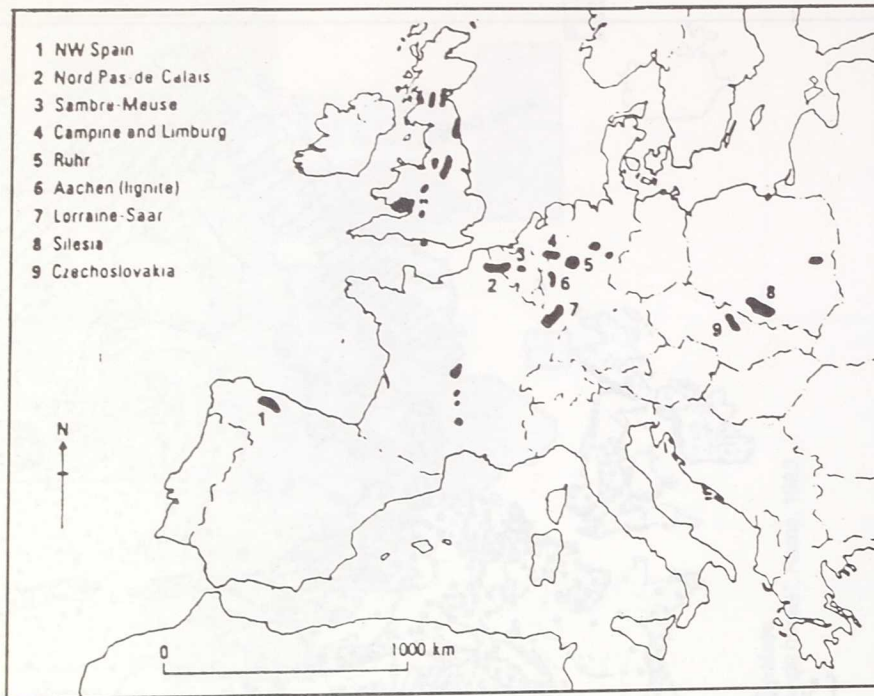 1 NW Spain
2 Nord Pas-de Calais
3 Sambre-Meuse
4 Campine and Limburg
5 Ruhr
6 Aachen (lignite)
7 Lorraine-Saar
8 Silesia
9 Czechoslovakia
4
3
5
2
6
8
7
9
1
N
0
1000 km